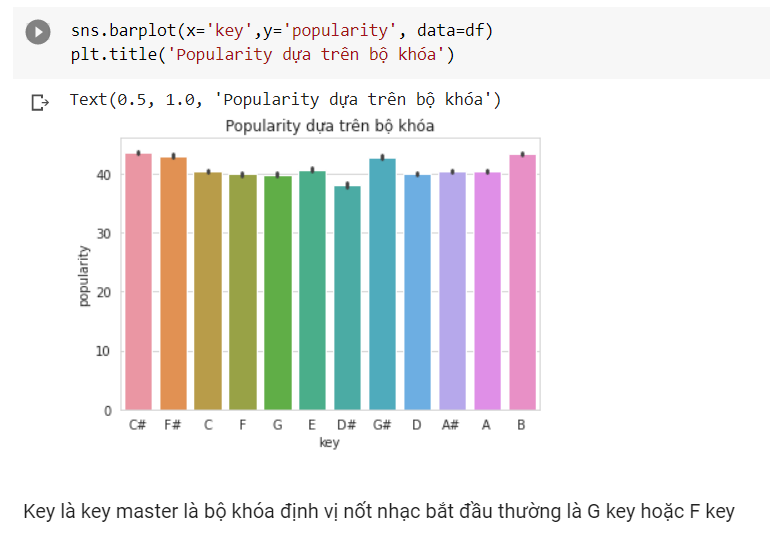 sns.barplot(x='key',y='popularity', data=df)
plt.title('Popularity dựa trên bộ khóa')
Text(0.5, 1.0, 'Popularity dựa trên bộ khóa')
Popularity dựa trên bộ khóa
40
30
20
10
0
popularity
C# F# C F G E D# G# D A# A B
key
Key là key master là bộ khóa định vị nốt nhạc bắt đầu thường là G key hoặc F key